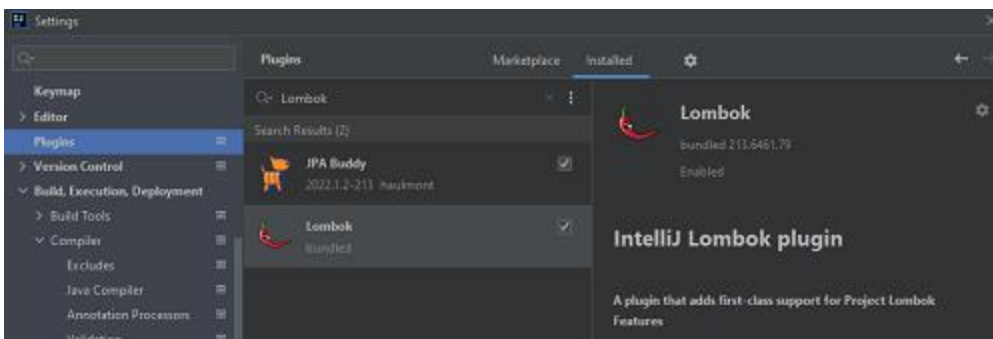 Settings
Plugins
Marketplace
Installed
Keymap
Editor
Plugins
Version Control
Build, Execution, Deployment
Build Tools
Compiler
Excludes
Java Compiler
Annotation Processors
Validation
Lombok
Search Results (2)
JPA Buddy
2022.1.2-213 haulmont
Lombok
bundled
Lombok
bundled 213.6461.79
Enabled
IntelliJ Lombok plugin
A plugin that adds first-class support for Project Lombok
Features